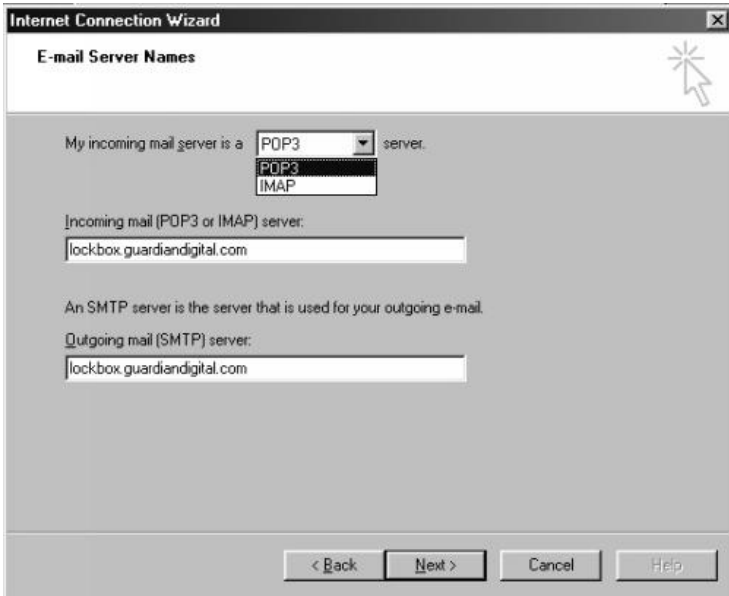 Internet Connection Wizard
E-mail Server Names
My incoming mail server is a POP3 server.
POP3
IMAP
Incoming mail (POP3 or IMAP) server:
lockbox.guardiandigital.com
An SMTP server is the server that is used for your outgoing e-mail.
Outgoing mail (SMTP) server:
lockbox.guardiandigital.com
< Back Next > Cancel Help